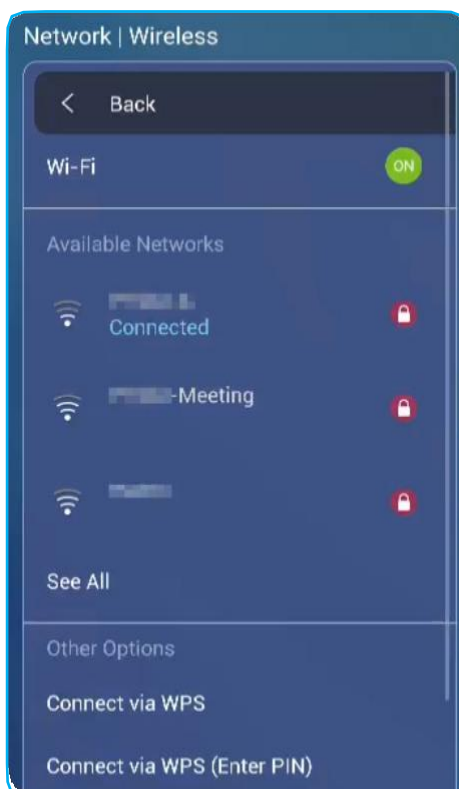 Network | Wireless
Back
Wi-Fi
ON
Available Networks
Connected
-Meeting
See All
Other Options
Connect via WPS
Connect via WPS (Enter PIN)